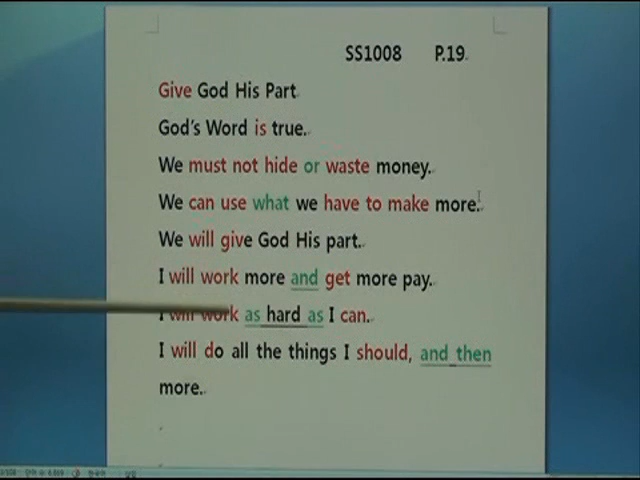 SS1008 P.19
Give God His Part
God's Word is true.
We must not hide or waste money.
We can use what we have to make more.
We will give God His part.
I will work more and get more pay.
I will work as hard as I can.
I will do all the things I should, and then
more.